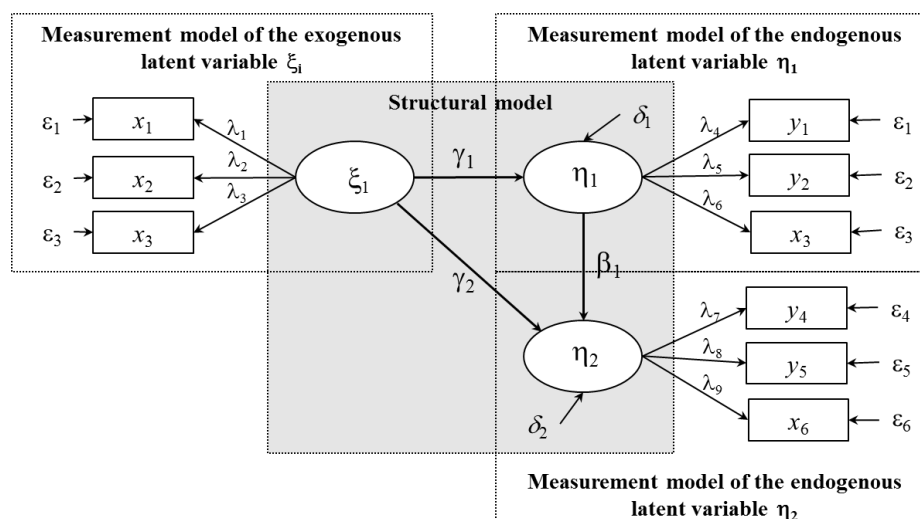 Measurement model of the exogenous
latent variable ξi
ε1
x1
λ1
ε2
x2
λ2
ε3
x3
λ3
Structural model
ξ1
γ1
γ2
η1
δ1
β1
η2
δ2
Measurement model of the endogenous
latent variable η1
λ4
y1
ε1
λ5
y2
ε2
λ6
x3
ε3
λ7
y4
ε4
λ8
y5
ε5
λ9
x6
ε6
Measurement model of the endogenous
latent variable η2